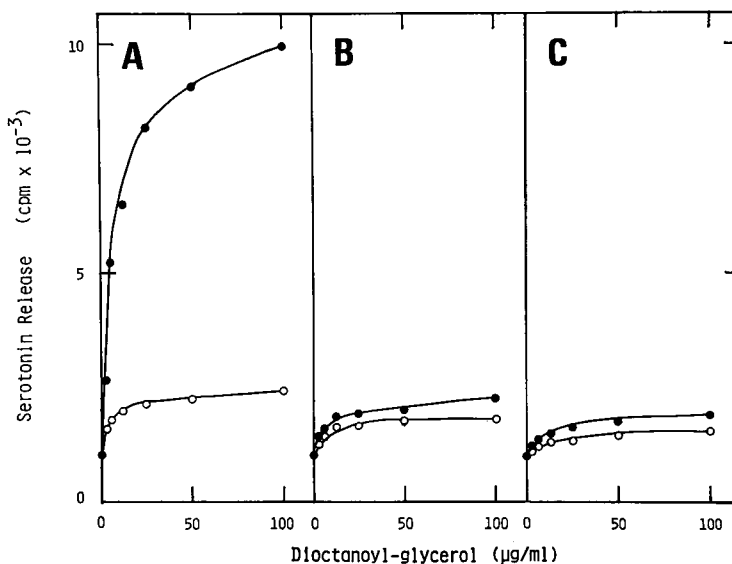 A B C
10
5
0
Serotonin Release (cpm x 10⁻³)
0 50 100 0 50 100 0 50 100
Dioctanoyl-glycerol (µg/ml)